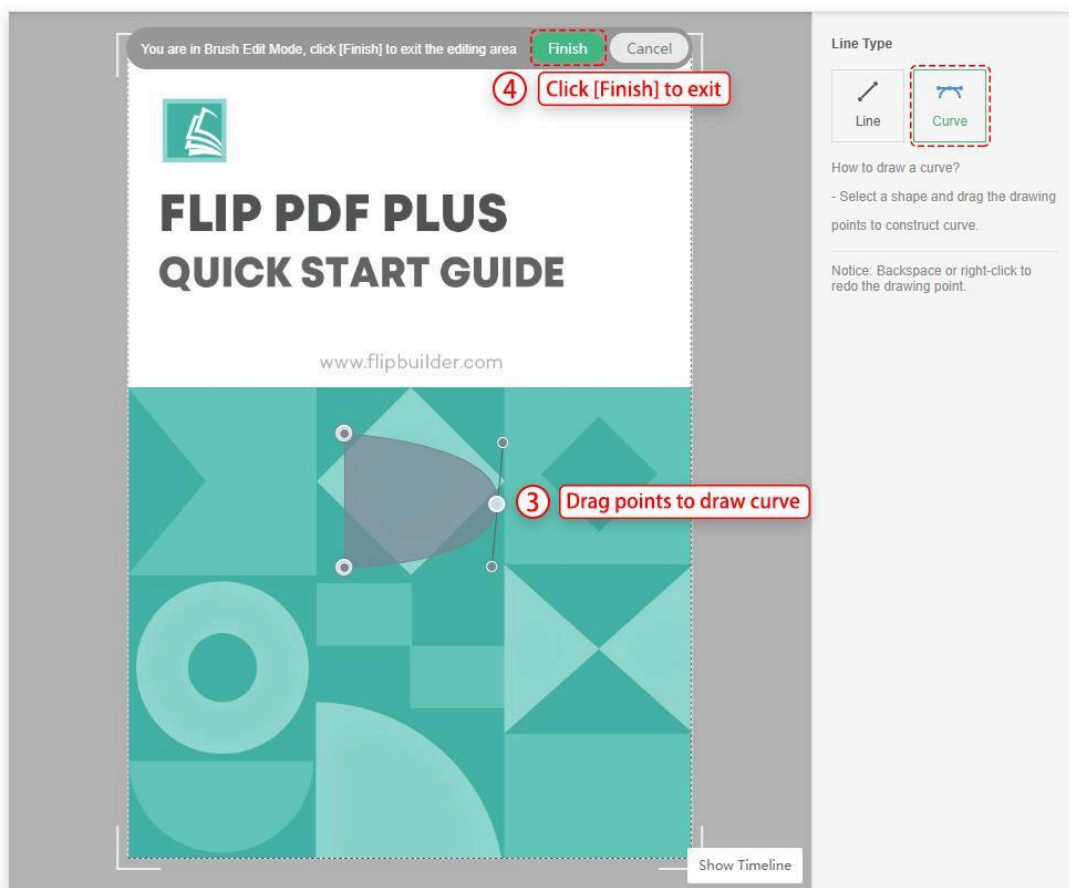 You are in Brush Edit Mode, click [Finish] to exit the editing area
Finish
Cancel
4
Click [Finish] to exit
FLIP PDF PLUS
QUICK START GUIDE
www.flipbuilder.com
3
Drag points to draw curve
Show Timeline
Line Type
Line
Curve
How to draw a curve?
- Select a shape and drag the drawing
points to construct curve.
Notice: Backspace or right-click to
redo the drawing point.